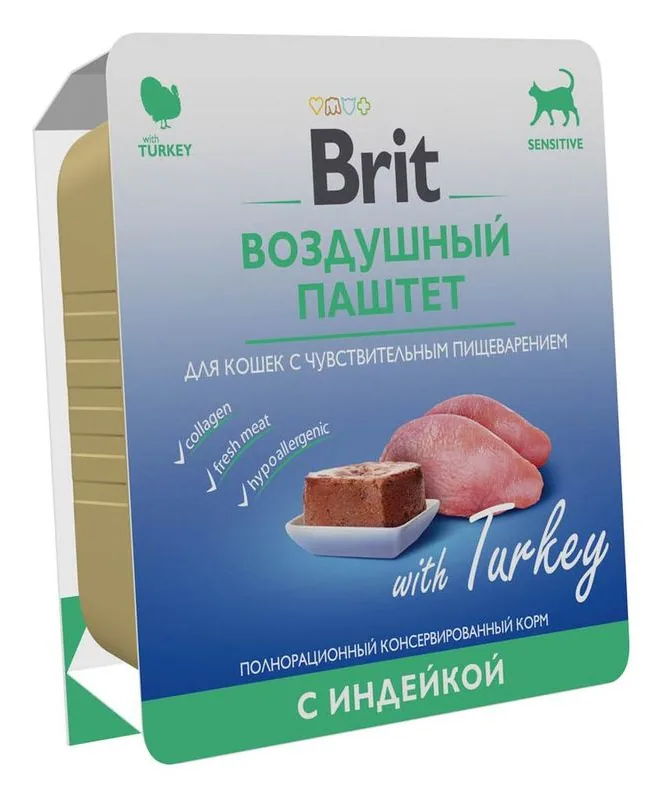 with
TURKEY
SENSITIVE
Brit
ВОЗДУШНЫЙ
ПАШТЕТ
ДЛЯ КОШЕК С ЧУВСТВИТЕЛЬНЫМ ПИЩЕВАРЕНИЕМ
collagen
fresh meat
hypoallergenic
with Turkey
ПОЛНОРАЦИОННЫЙ КОНСЕРВИРОВАННЫЙ КОРМ
С ИНДЕЙКОЙ